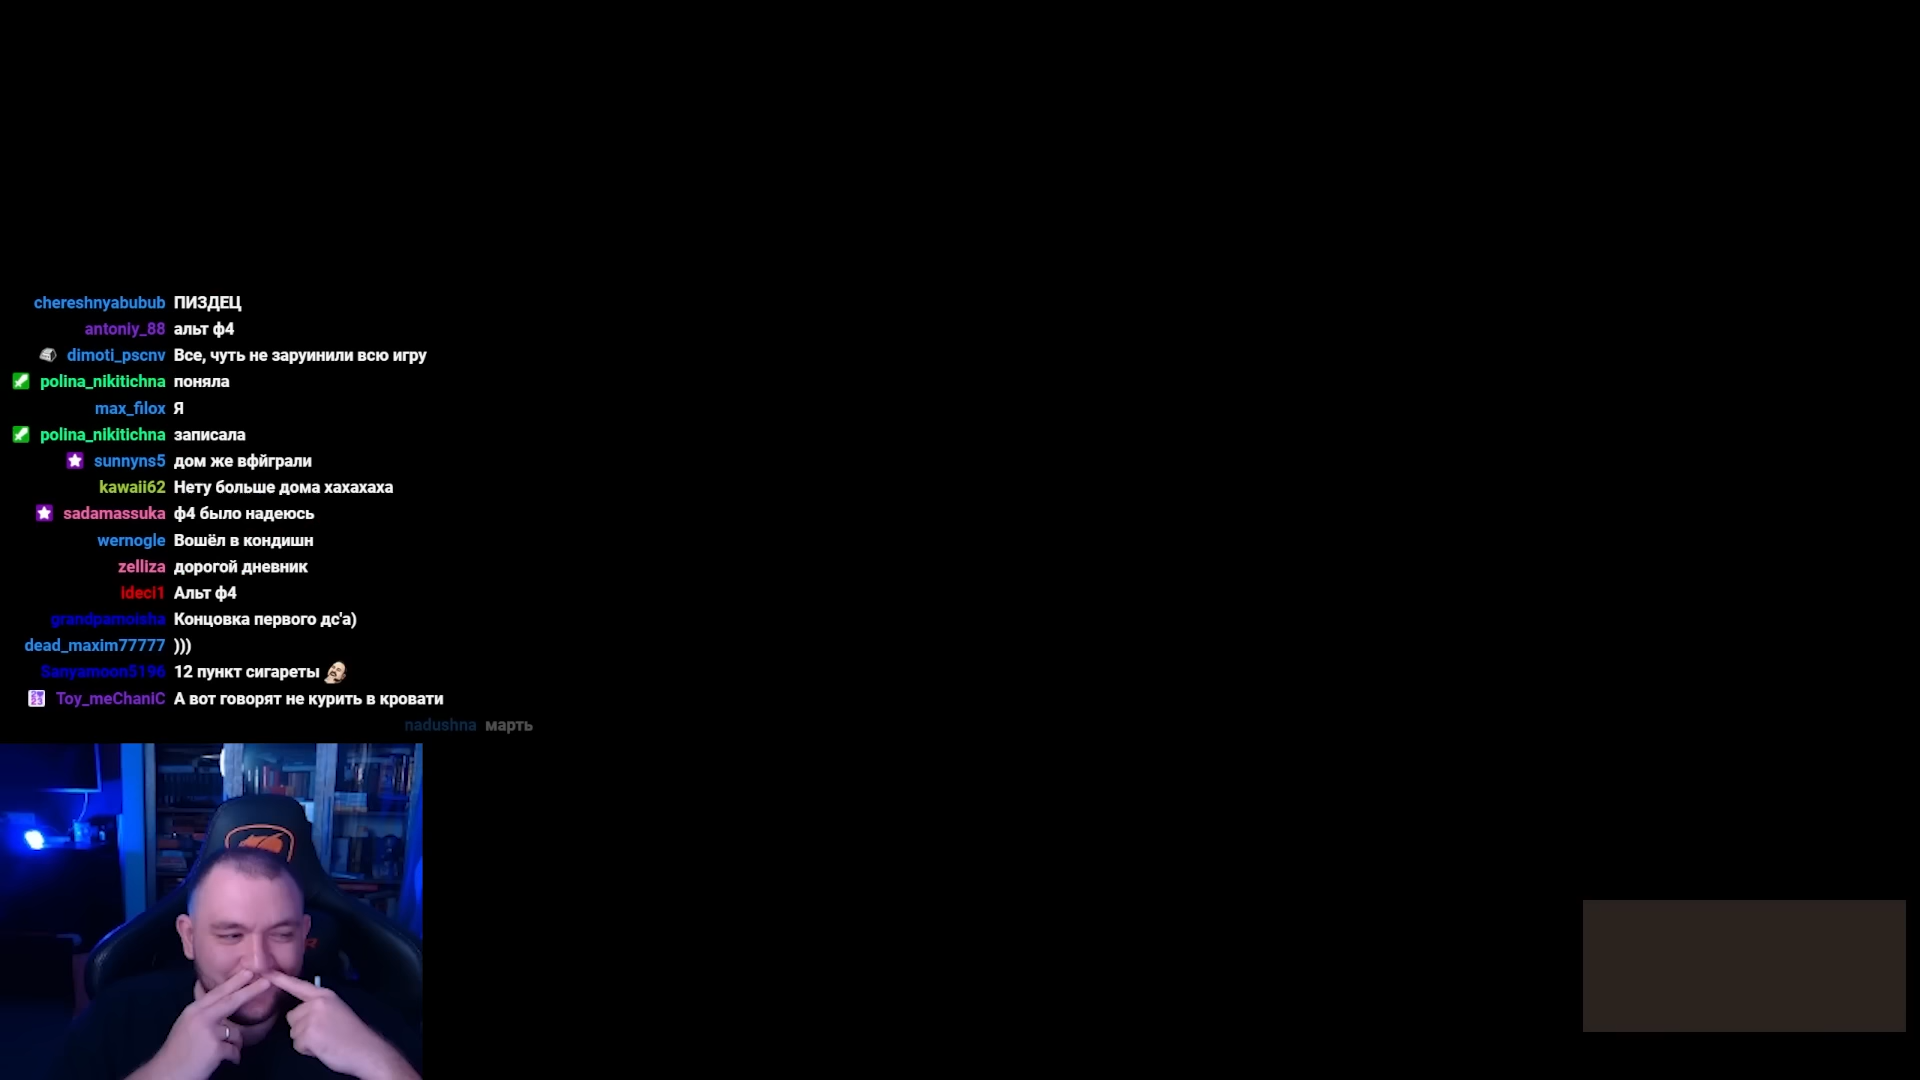 chereshnyabubub ПИЗДЕЦ
antoniy_88 альт ф4
dimoti_pscnv Все, чуть не заруинили всю игру
polina_nikitichna поняла
max_filox Я
polina_nikitichna записала
sunnyns5 дом же вфйграли
kawaii62 Нету больше дома хахахаха
sadamassuka ф4 было надеюсь
wernogle Вошёл в кондишн
zelliza дорогой дневник
ideci1 Альт ф4
grandpamoisha Концовка первого дс'а)
dead_maxim77777 )))
Sanyamoon5196 12 пункт сигареты
Toy_meChaniC А вот говорят не курить в кровати
nadushna марть